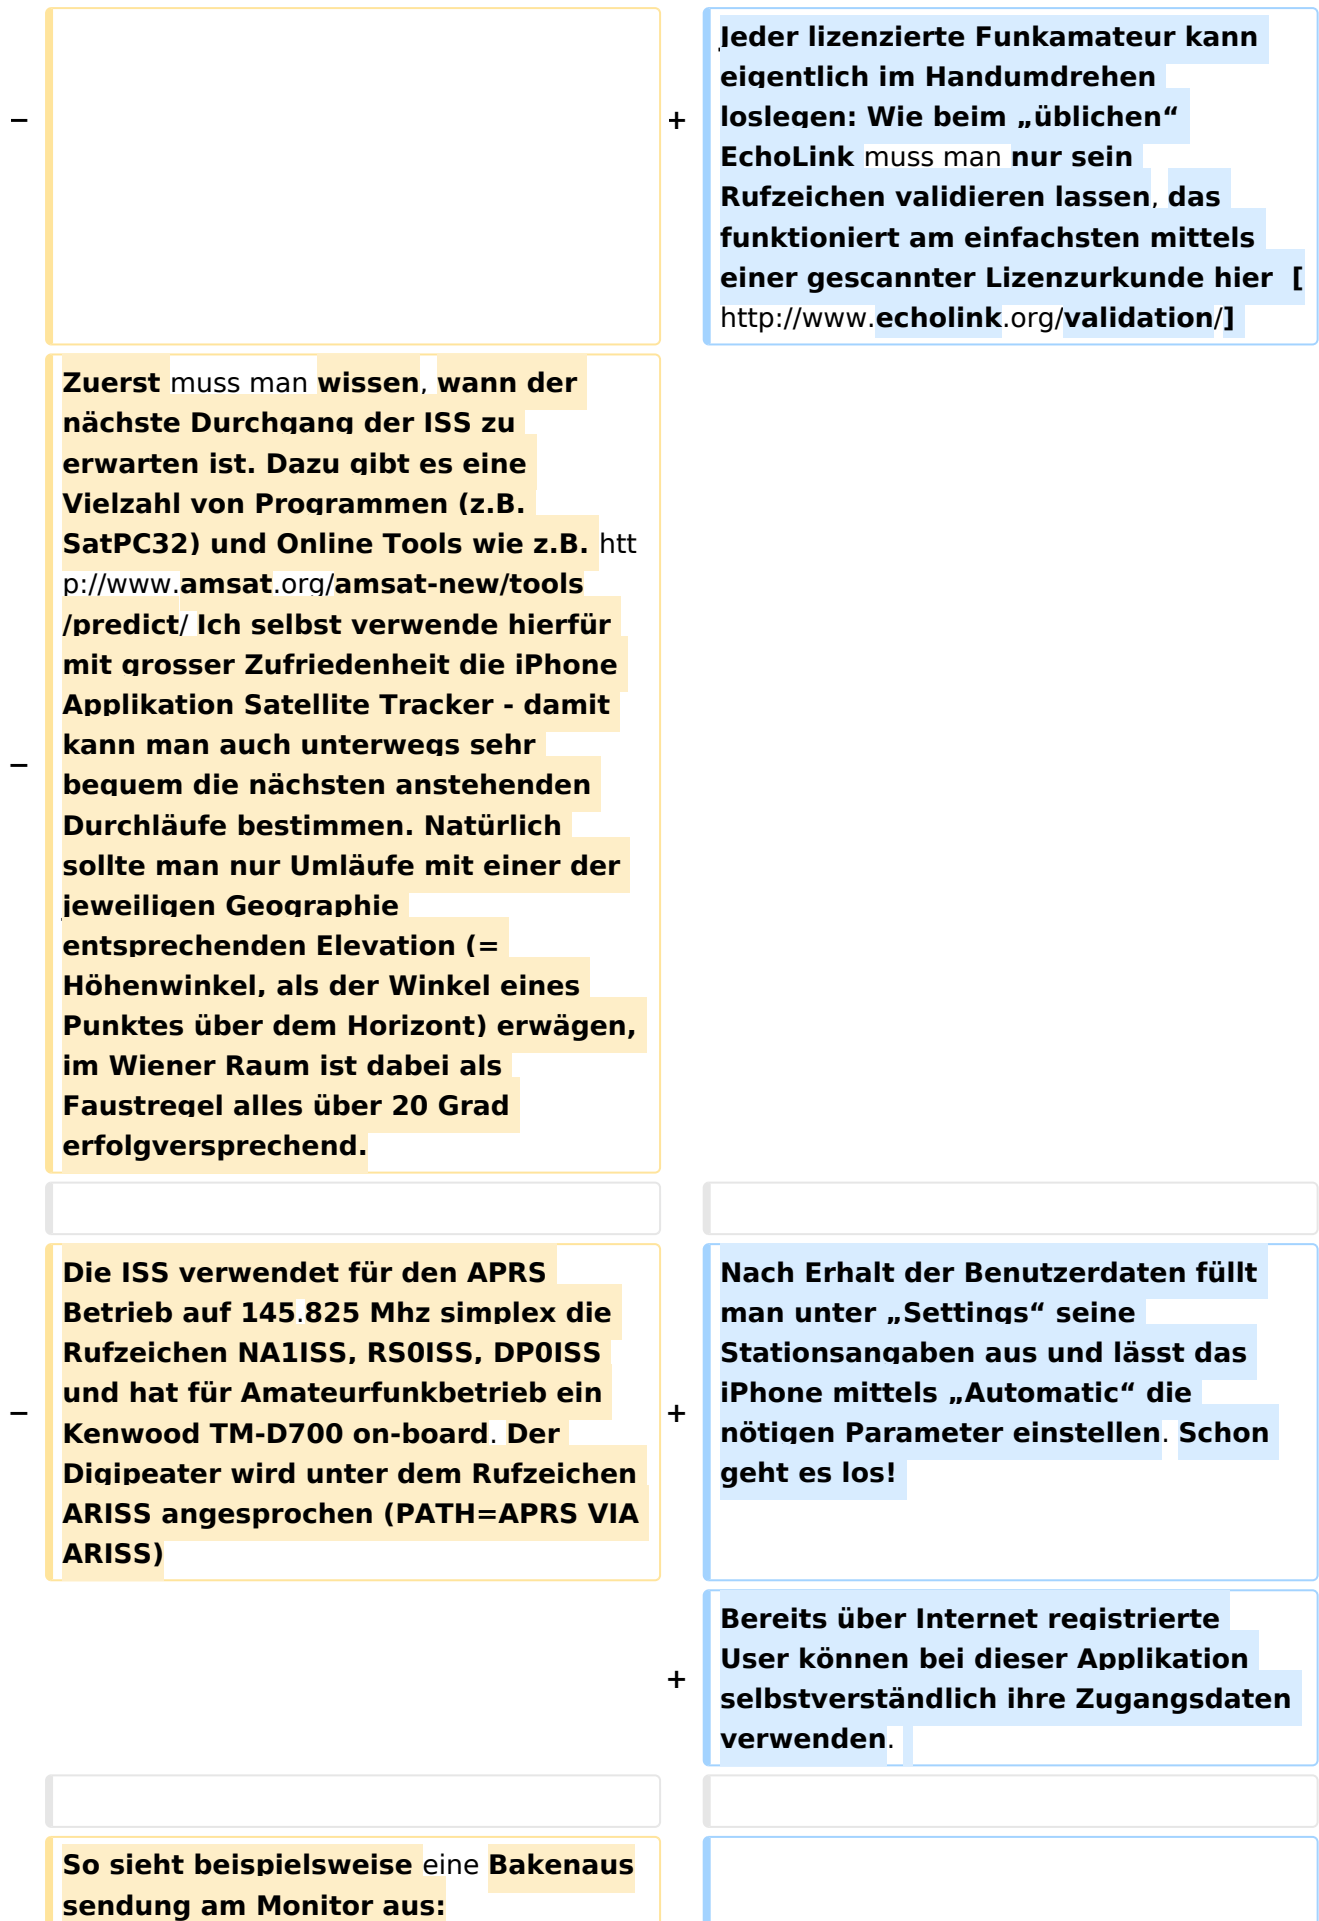 Jeder lizenzierte Funkamateur kann
eigentlich im Handumdrehen
loslegen: Wie beim „üblichen“
− +
EchoLink muss man nur sein
Rufzeichen validieren lassen, das
funktioniert am einfachsten mittels
einer gescannter Lizenzurkunde hier [
http://www.echolink.org/validation/]
Zuerst muss man wissen, wann der
nächste Durchgang der ISS zu
erwarten ist. Dazu gibt es eine
Vielzahl von Programmen (z.B.
SatPC32) und Online Tools wie z.B. htt
p://www.amsat.org/amsat-new/tools
/predict/ Ich selbst verwende hierfür
mit grosser Zufriedenheit die iPhone
Applikation Satellite Tracker - damit
kann man auch unterwegs sehr
−
bequem die nächsten anstehenden
Durchläufe bestimmen. Natürlich
sollte man nur Umläufe mit einer der
jeweiligen Geographie
entsprechenden Elevation (=
Höhenwinkel, als der Winkel eines
Punktes über dem Horizont) erwägen,
im Wiener Raum ist dabei als
Faustregel alles über 20 Grad
erfolgversprechend.
Die ISS verwendet für den APRS
Betrieb auf 145.825 Mhz simplex die
Rufzeichen NA1ISS, RS0ISS, DP0ISS
und hat für Amateurfunkbetrieb ein
−
Kenwood TM-D700 on-board. Der
Digipeater wird unter dem Rufzeichen
ARISS angesprochen (PATH=APRS VIA
ARISS)
Nach Erhalt der Benutzerdaten füllt
man unter „Settings“ seine
Stationsangaben aus und lässt das
iPhone mittels „Automatic“ die
+
nötigen Parameter einstellen. Schon
geht es los!
Bereits über Internet registrierte
User können bei dieser Applikation
+
selbstverständlich ihre Zugangsdaten
verwenden.
So sieht beispielsweise eine Bakenaus
sendung am Monitor aus: